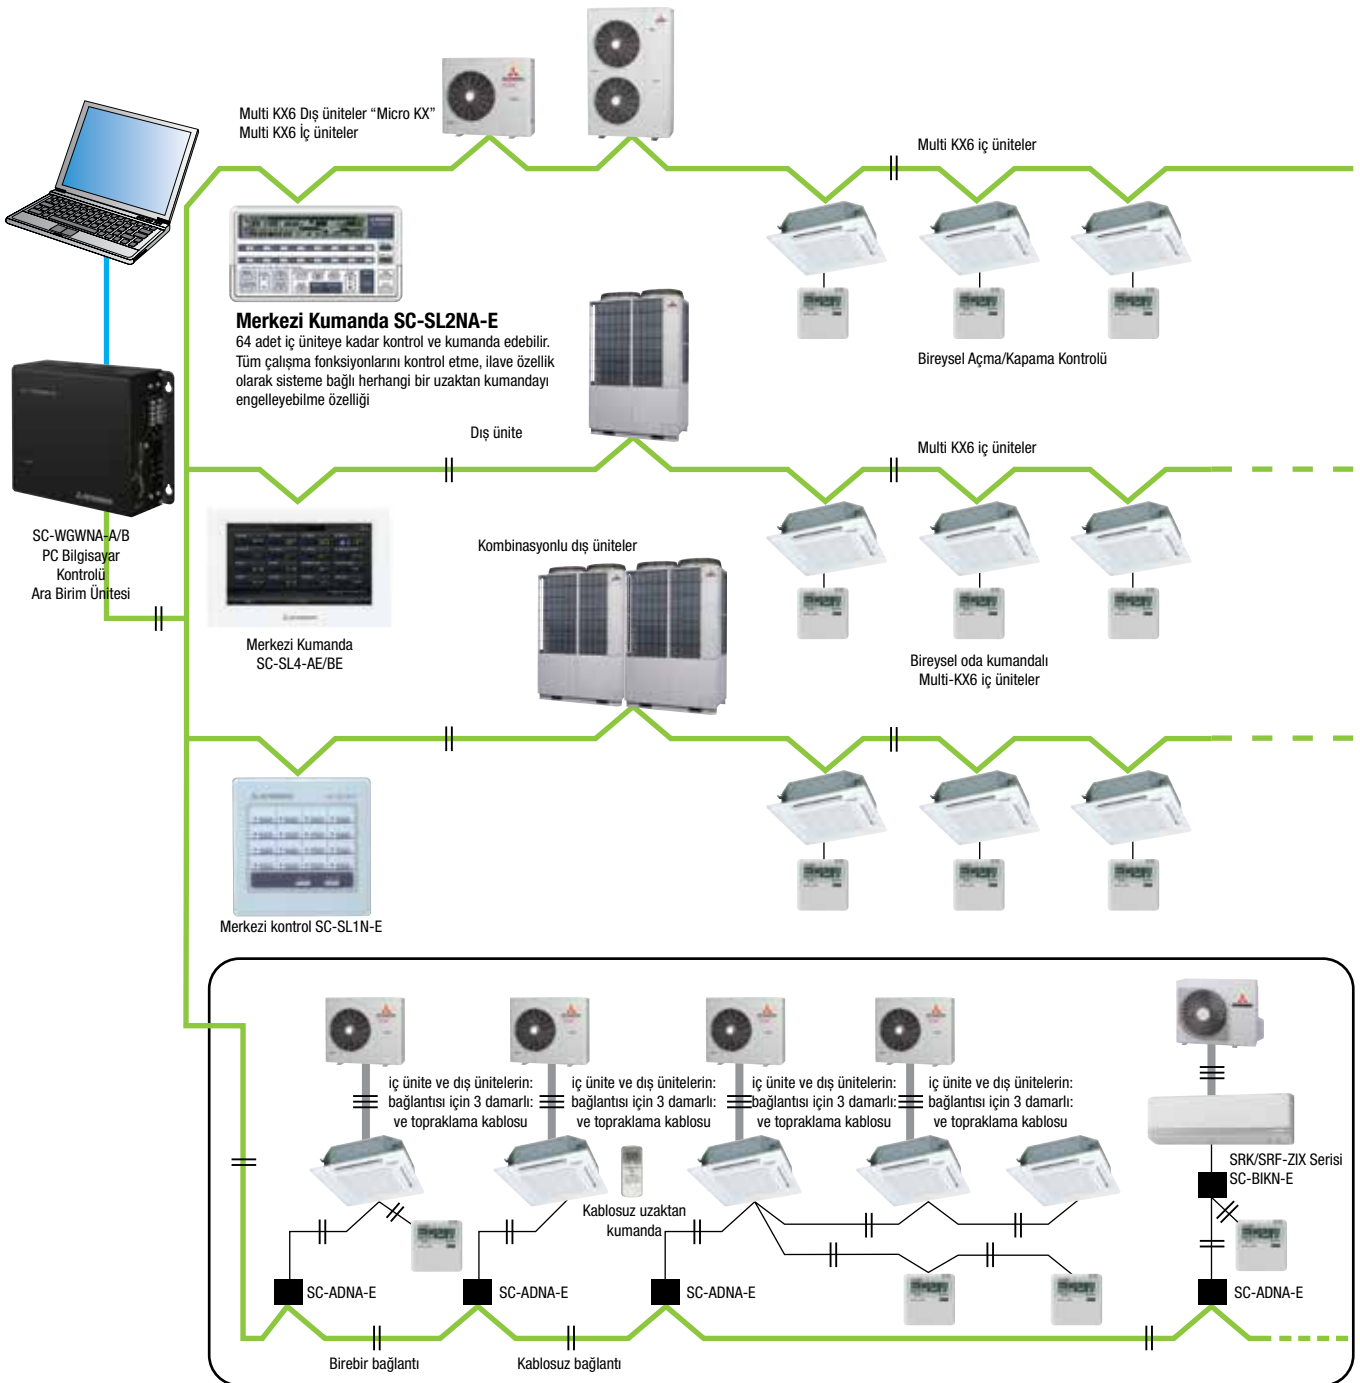 Multi KX6 Dış üniteler “Micro KX”
Multi KX6 İç üniteler
Multi KX6 iç üniteler
Merkezi Kumanda SC-SL2NA-E
64 adet iç üniteye kadar kontrol ve kumanda edebilir.
Tüm çalışma fonksiyonlarını kontrol etme, ilave özellik
olarak sisteme bağlı herhangi bir uzaktan kumandayı
engelleyebilme özelliği
Bireysel Açma/Kapama Kontrolü
Dış ünite
Multi KX6 iç üniteler
SC-WGWNA-A/B
PC Bilgisayar
Kontrolü
Ara Birim Ünitesi
Kombinasyonlu dış üniteler
Merkezi Kumanda
SC-SL4-AE/BE
Bireysel oda kumandalı
Multi-KX6 iç üniteler
Merkezi kontrol SC-SL1N-E
iç ünite ve dış ünitelerin:
bağlantısı için 3 damarlı:
ve topraklama kablosu
iç ünite ve dış ünitelerin:
bağlantısı için 3 damarlı:
ve topraklama kablosu
iç ünite ve dış ünitelerin:
bağlantısı için 3 damarlı:
ve topraklama kablosu
iç ünite ve dış ünitelerin:
bağlantısı için 3 damarlı:
ve topraklama kablosu
SRK/SRF-ZIX Serisi
SC-BIKN-E
Kablosuz uzaktan
kumanda
SC-ADNA-E
SC-ADNA-E
SC-ADNA-E
SC-ADNA-E
Birebir bağlantı
Kablosuz bağlantı